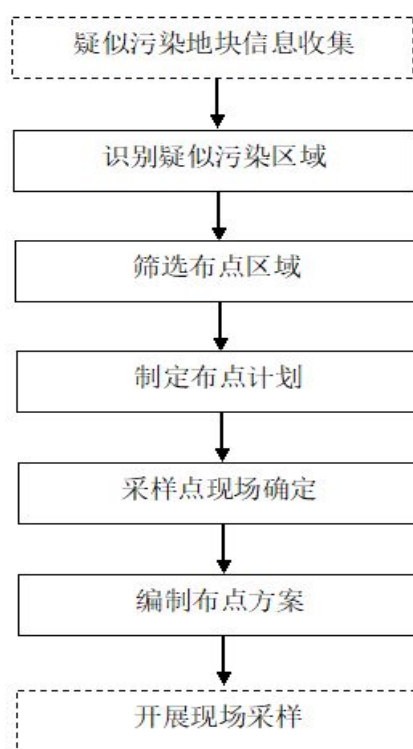 疑似污染地块信息收集
识别疑似污染区域
筛选布点区域
制定布点计划
采样点现场确定
编制布点方案
开展现场采样